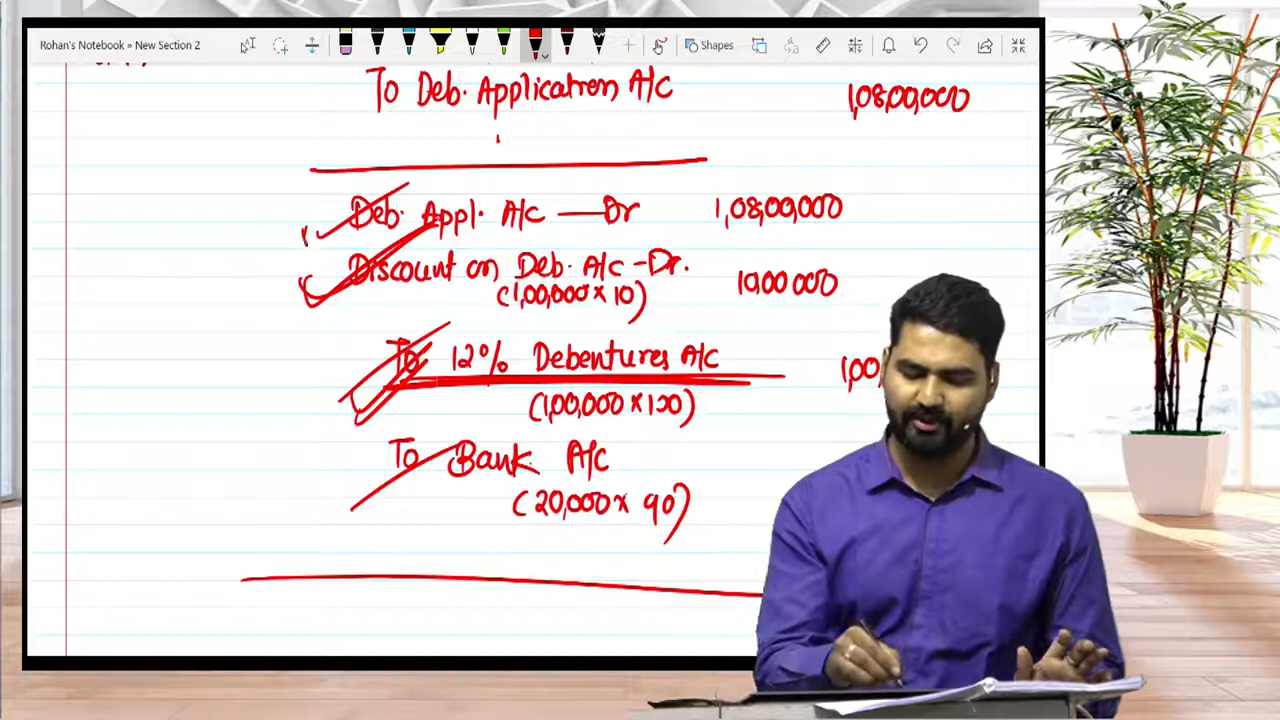 Rohan's Notebook » New Section 2
Shapes
To Deb. Application A/c 1,08,00,000
Deb. Appl. A/c — Dr 1,08,00,000
Discount on Deb. A/c - Dr. 10,00,000
(1,00,000 × 10)
To 12% Debentures A/c 1,00,
(1,00,000 × 100)
To Bank A/c
(20,000 × 90)